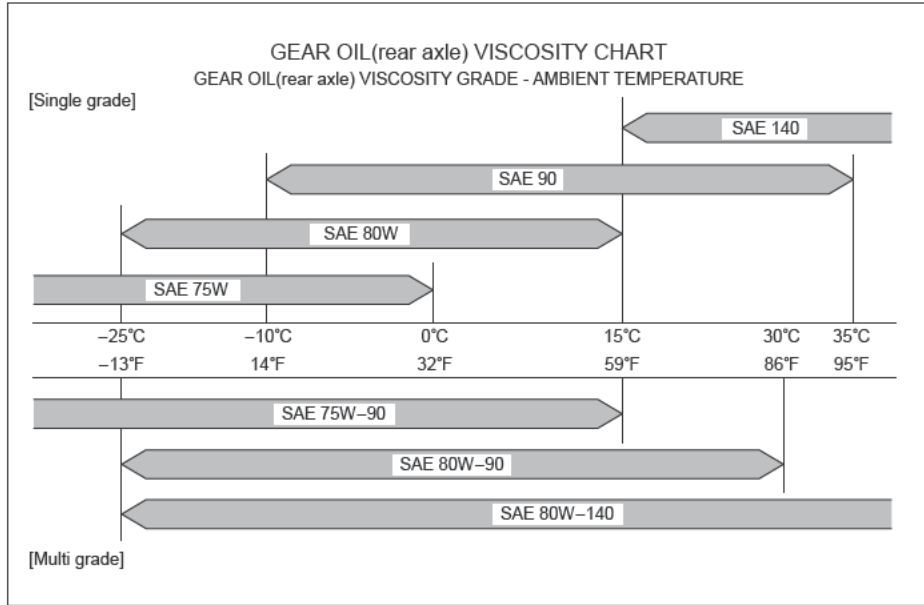 GEAR OIL(rear axle) VISCOSITY CHART
GEAR OIL(rear axle) VISCOSITY GRADE - AMBIENT TEMPERATURE
[Single grade]
SAE 140
SAE 90
SAE 80W
SAE 75W
–25°C –10°C 0°C 15°C 30°C 35°C
–13°F 14°F 32°F 59°F 86°F 95°F
SAE 75W–90
SAE 80W–90
SAE 80W–140
[Multi grade]